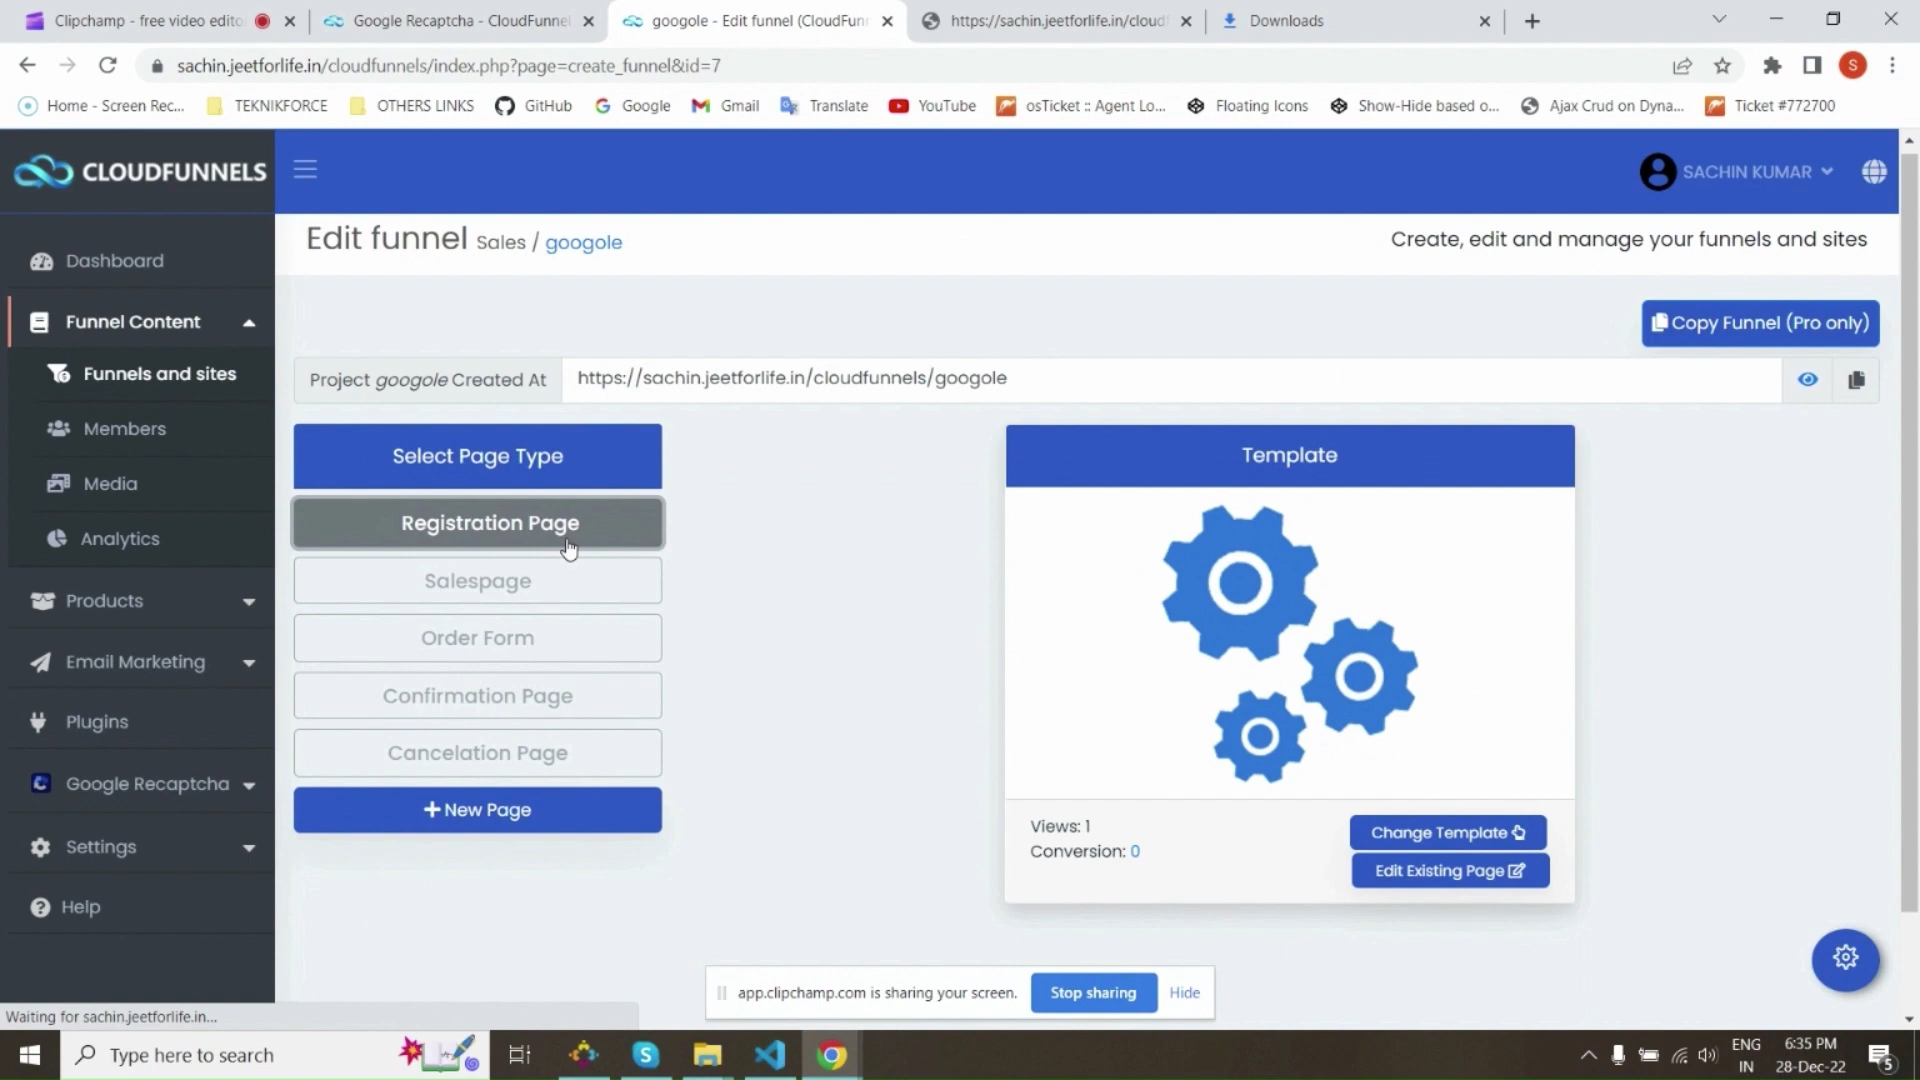 Clipchamp - free video edito
Google Recaptcha - CloudFunnel
googole - Edit funnel (CloudFunn
https://sachin.jeetforlife.in/cloudf
Downloads
sachin.jeetforlife.in/cloudfunnels/index.php?page=create_funnel&id=7
S
Home - Screen Rec...
TEKNIKFORCE
OTHERS LINKS
GitHub
Google
Gmail
Translate
YouTube
osTicket :: Agent Lo...
Floating Icons
Show-Hide based o...
Ajax Crud on Dyna...
Ticket #772700
CLOUDFUNNELS
SACHIN KUMAR
Edit funnel Sales / googole
Create, edit and manage your funnels and sites
Dashboard
Funnel Content
Funnels and sites
Members
Media
Analytics
Products
Email Marketing
Plugins
Google Recaptcha
Settings
Help
Copy Funnel (Pro only)
Project googole Created At
https://sachin.jeetforlife.in/cloudfunnels/googole
Select Page Type
Registration Page
Salespage
Order Form
Confirmation Page
Cancelation Page
+ New Page
Template
Views: 1
Conversion: 0
Change Template
Edit Existing Page
app.clipchamp.com is sharing your screen.
Stop sharing
Hide
Waiting for sachin.jeetforlife.in...
Type here to search
ENG
IN
6:35 PM
28-Dec-22
5